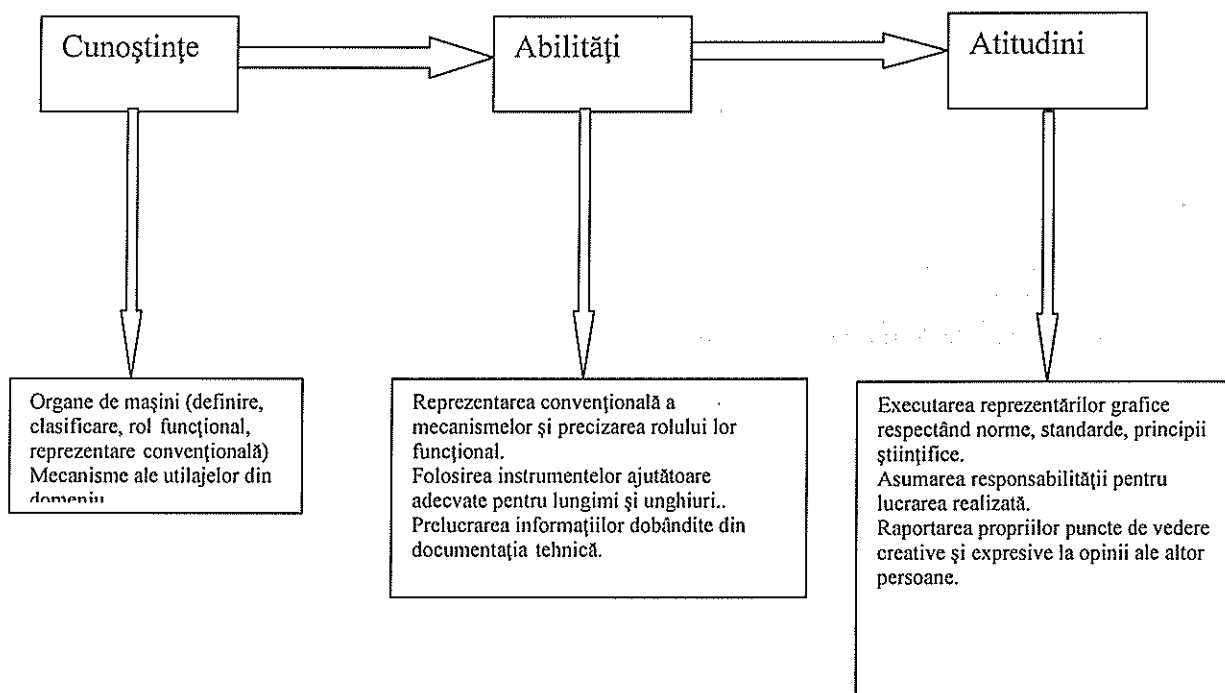 Cunoştinţe
Abilităţi
Atitudini
Organe de maşini (definire,
clasificare, rol funcţional,
reprezentare convenţională)
Mecanisme ale utilajelor din
domeniu
Reprezentarea convenţională a
mecanismelor şi precizarea rolului lor
funcţional.
Folosirea instrumentelor ajutătoare
adecvate pentru lungimi şi unghiuri..
Prelucrarea informaţiilor dobândite din
documentaţia tehnică.
Executarea reprezentărilor grafice
respectând norme, standarde, principii
ştiinţifice.
Asumarea responsabilităţii pentru
lucrarea realizată.
Raportarea propriilor puncte de vedere
creative şi expresive la opinii ale altor
persoane.